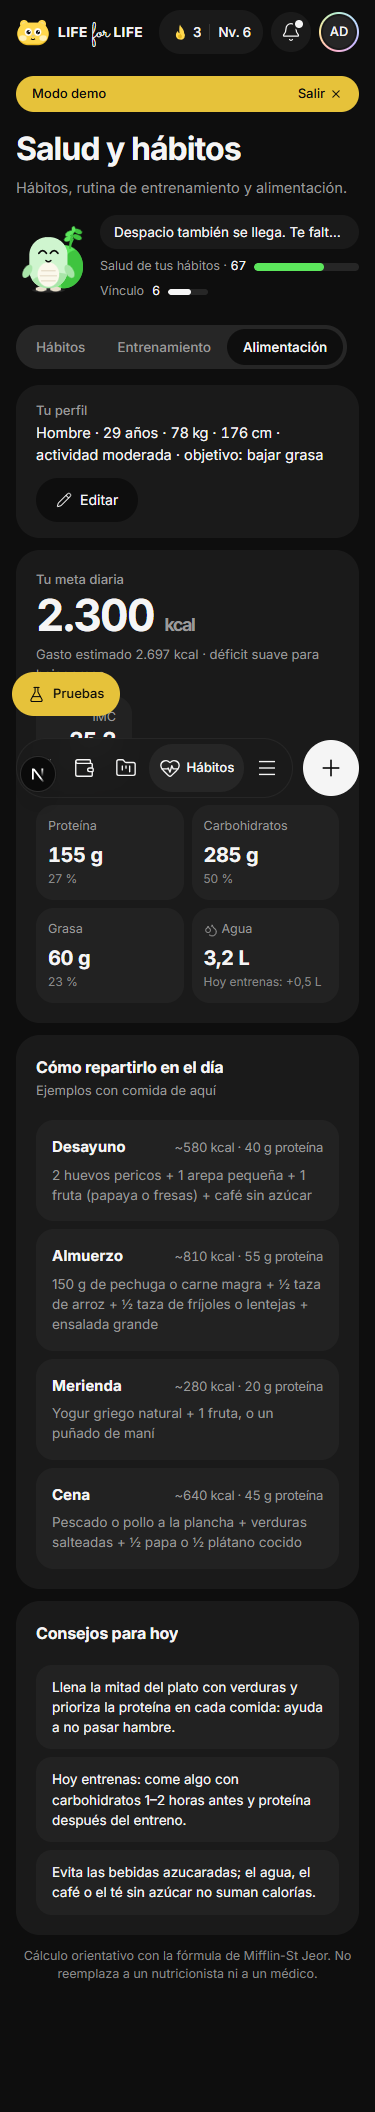 LIFE for LIFE
3
Nv. 6
AD
Modo demo
Salir ×
Salud y hábitos
Hábitos, rutina de entrenamiento y alimentación.
Despacio también se llega. Te falt...
Salud de tus hábitos · 67
Vínculo 6
Hábitos
Entrenamiento
Alimentación
Tu perfil
Hombre · 29 años · 78 kg · 176 cm ·
actividad moderada · objetivo: bajar grasa
Editar
Tu meta diaria
2.300 kcal
Gasto estimado 2.697 kcal · déficit suave para
Pruebas
IMC
N
Hábitos
Proteína
155 g
27 %
Carbohidratos
285 g
50 %
Grasa
60 g
23 %
Agua
3,2 L
Hoy entrenas: +0,5 L
Cómo repartirlo en el día
Ejemplos con comida de aquí
Desayuno
~580 kcal · 40 g proteína
2 huevos pericos + 1 arepa pequeña + 1
fruta (papaya o fresas) + café sin azúcar
Almuerzo
~810 kcal · 55 g proteína
150 g de pechuga o carne magra + ½ taza
de arroz + ½ taza de fríjoles o lentejas +
ensalada grande
Merienda
~280 kcal · 20 g proteína
Yogur griego natural + 1 fruta, o un
puñado de maní
Cena
~640 kcal · 45 g proteína
Pescado o pollo a la plancha + verduras
salteadas + ½ papa o ½ plátano cocido
Consejos para hoy
Llena la mitad del plato con verduras y
prioriza la proteína en cada comida: ayuda
a no pasar hambre.
Hoy entrenas: come algo con
carbohidratos 1–2 horas antes y proteína
después del entreno.
Evita las bebidas azucaradas; el agua, el
café o el té sin azúcar no suman calorías.
Cálculo orientativo con la fórmula de Mifflin-St Jeor. No
reemplaza a un nutricionista ni a un médico.